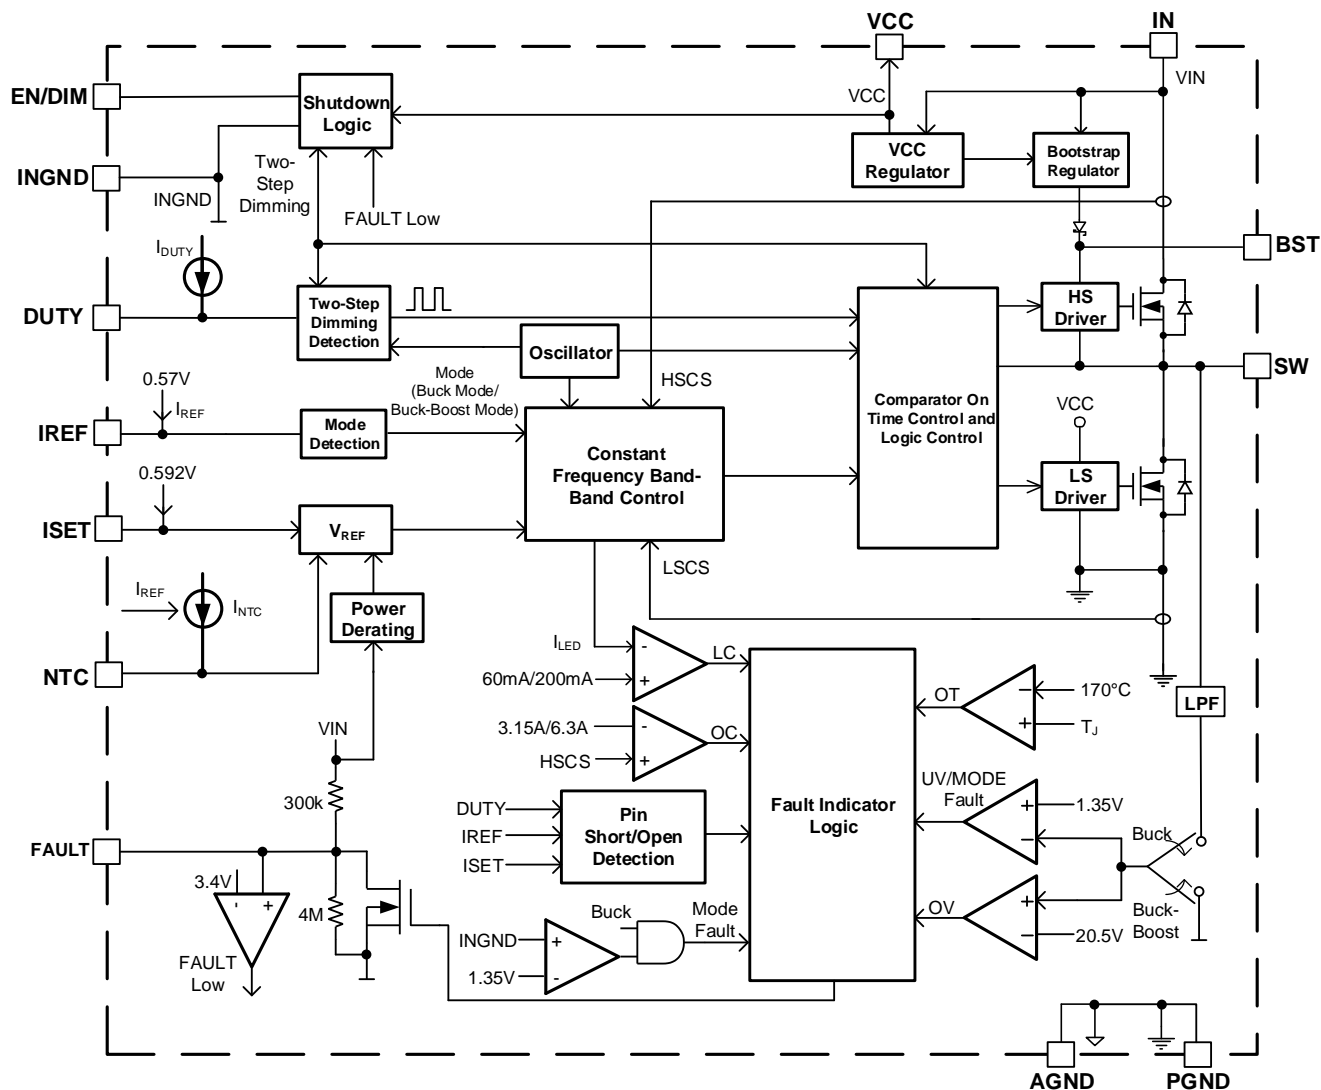 VCC
IN
EN/DIM
Shutdown
Logic
VCC
VIN
INGND
INGND
Two-
Step
Dimming
FAULT Low
VCC
Regulator
Bootstrap
Regulator
BST
IDUTY
DUTY
Two-Step
Dimming
Detection
Oscillator
HSCS
HS
Driver
SW
0.57V
IREF
IREF
Mode
Detection
Mode
(Buck Mode/
Buck-Boost Mode)
Constant
Frequency Band-
Band Control
Comparator On
Time Control and
Logic Control
VCC
LS
Driver
0.592V
ISET
VREF
LSCS
IREF
INTC
NTC
Power
Derating
ILED
60mA/200mA
-
+
LC
3.15A/6.3A
HSCS
-
+
OC
OT
-
+
170°C
TJ
LPF
VIN
300k
FAULT
3.4V
-
+
4M
FAULT
Low
DUTY
IREF
ISET
Pin
Short/Open
Detection
Fault Indicator
Logic
UV/MODE
Fault
+
-
1.35V
Buck
Buck-
Boost
OV
+
-
20.5V
INGND
1.35V
+
-
Buck
Mode
Fault
AGND
PGND